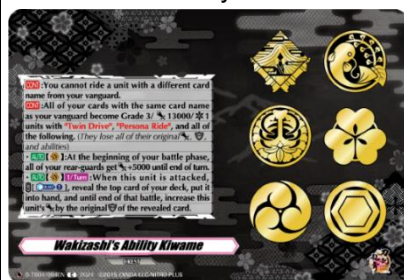 CONT:You cannot ride a unit with a different card
name from your vanguard.
CONT:All of your cards with the same card name
as your vanguard become Grade 3/ 13000/ 1
units with "Twin Drive", "Persona Ride", and all of
the following. (They lose all of their original , ,
and abilities)
・AUTO :At the beginning of your battle phase,
all of your rear-guards get +5000 until end of turn.
・AUTO 1/Turn:When this unit is attacked,
reveal the top card of your deck, put it
into hand, and until end of that battle, increase this
unit's by the original of the revealed card.
Wakizashi's Ability Kiwame